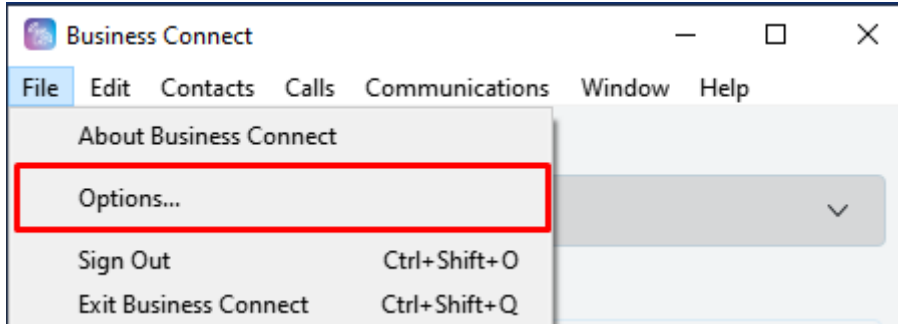 Business Connect
File Edit Contacts Calls Communications Window Help
About Business Connect
Options...
Sign Out Ctrl+Shift+O
Exit Business Connect Ctrl+Shift+Q